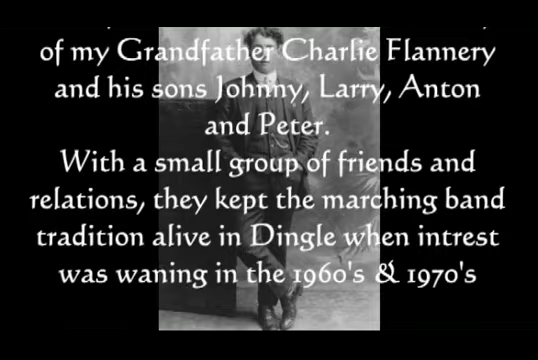 of my Grandfather Charlie Flannery
and his sons Johnny, Larry, Anton
and Peter.
With a small group of friends and
relations, they kept the marching band
tradition alive in Dingle when intrest
was waning in the 1960's & 1970's